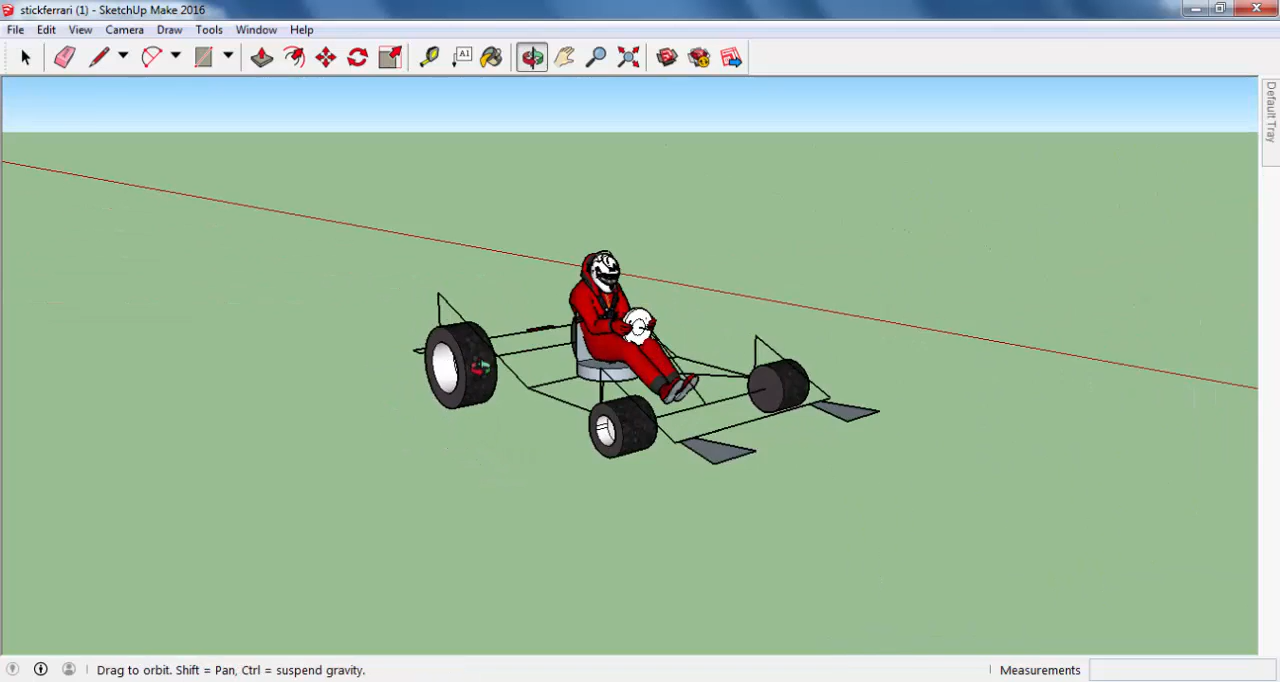 stickferrari (1) - SketchUp Make 2016
File Edit View Camera Draw Tools Window Help
A1
Default Tray
Drag to orbit. Shift = Pan, Ctrl = suspend gravity.
Measurements